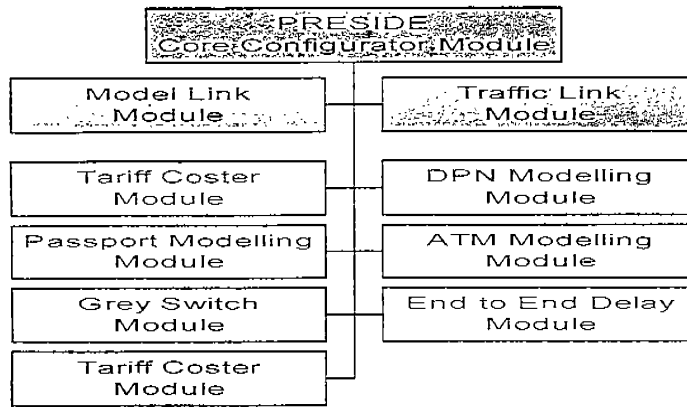 PRESIDE
Core Configurator Module
Model Link
Module
Traffic Link
Module
Tariff Coster
Module
DPN Modelling
Module
Passport Modelling
Module
ATM Modelling
Module
Grey Switch
Module
End to End Delay
Module
Tariff Coster
Module